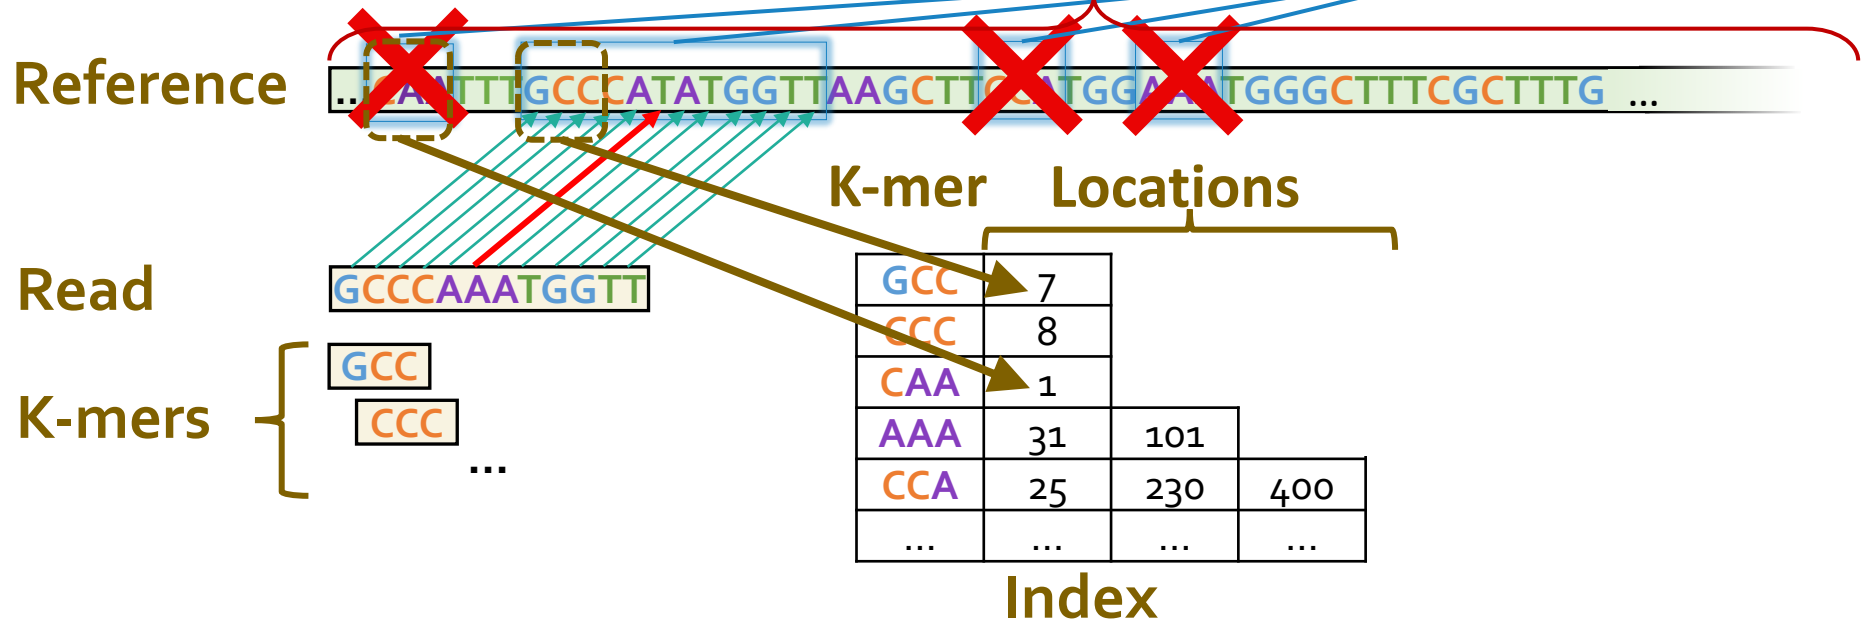 Reference
...CAATTTGCCCATATGGTTAAGCTTCCATGGAAATGGGCTTTCGCTTTG ...
K-mer Locations
Read
GCCCAAATGGTT
K-mers
GCC
CCC
...
GCC 7
CCC 8
CAA 1
AAA 31 101
CCA 25 230 400
... ... ... ...
Index